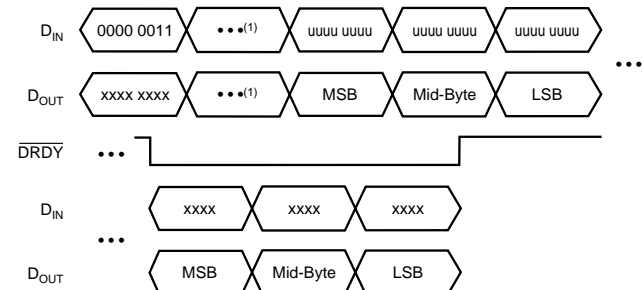 DIN 0000 0011 •••(1) uuuu uuuu uuuu uuuu uuuu uuuu
•••
DOUT xxxx xxxx •••(1) MSB Mid-Byte LSB
DRDY •••
DIN xxxx xxxx xxxx
•••
DOUT MSB Mid-Byte LSB